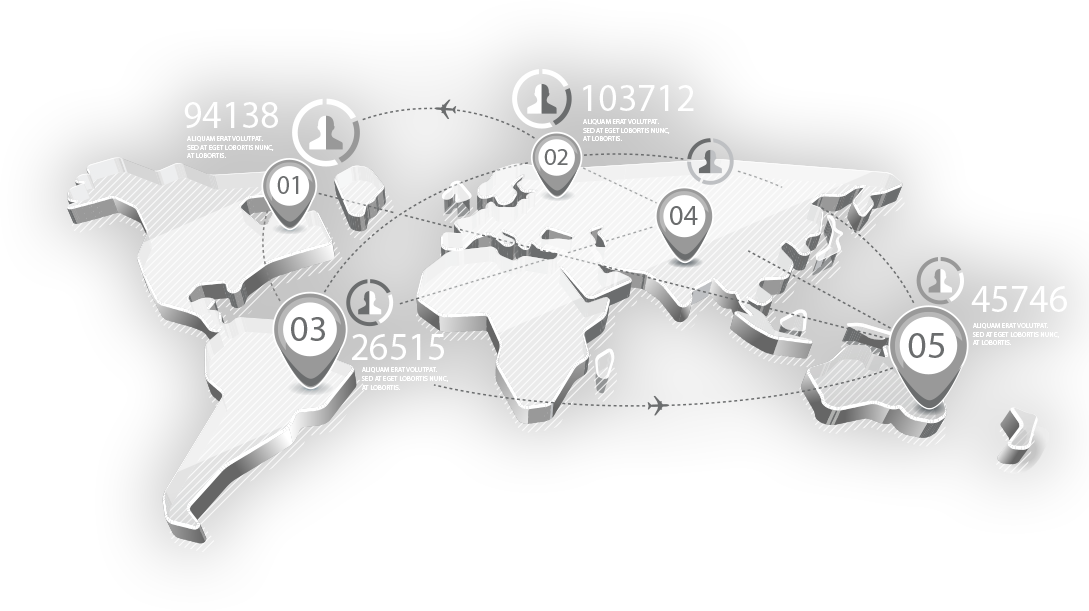 94138
ALIQUAM ERAT VOLUTPAT.
SED AT EGET LOBORTIS NUNC,
AT LOBORTIS.
01
103712
ALIQUAM ERAT VOLUTPAT.
SED AT EGET LOBORTIS NUNC,
AT LOBORTIS.
02
04
03
26515
ALIQUAM ERAT VOLUTPAT.
SED AT EGET LOBORTIS NUNC,
AT LOBORTIS.
45746
ALIQUAM ERAT VOLUTPAT.
SED AT EGET LOBORTIS NUNC,
AT LOBORTIS.
05